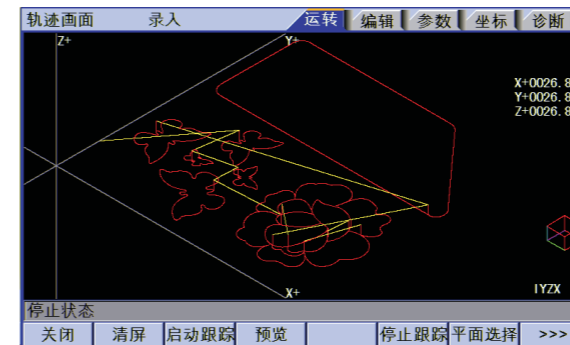 轨迹画面 录入 运转 编辑 参数 坐标 诊断
Z+ Y+
X+0026.8
Y+0026.8
Z+0026.8
X+ IYZX
停止状态
关闭 清屏 启动跟踪 预览 停止跟踪 平面选择 >>>